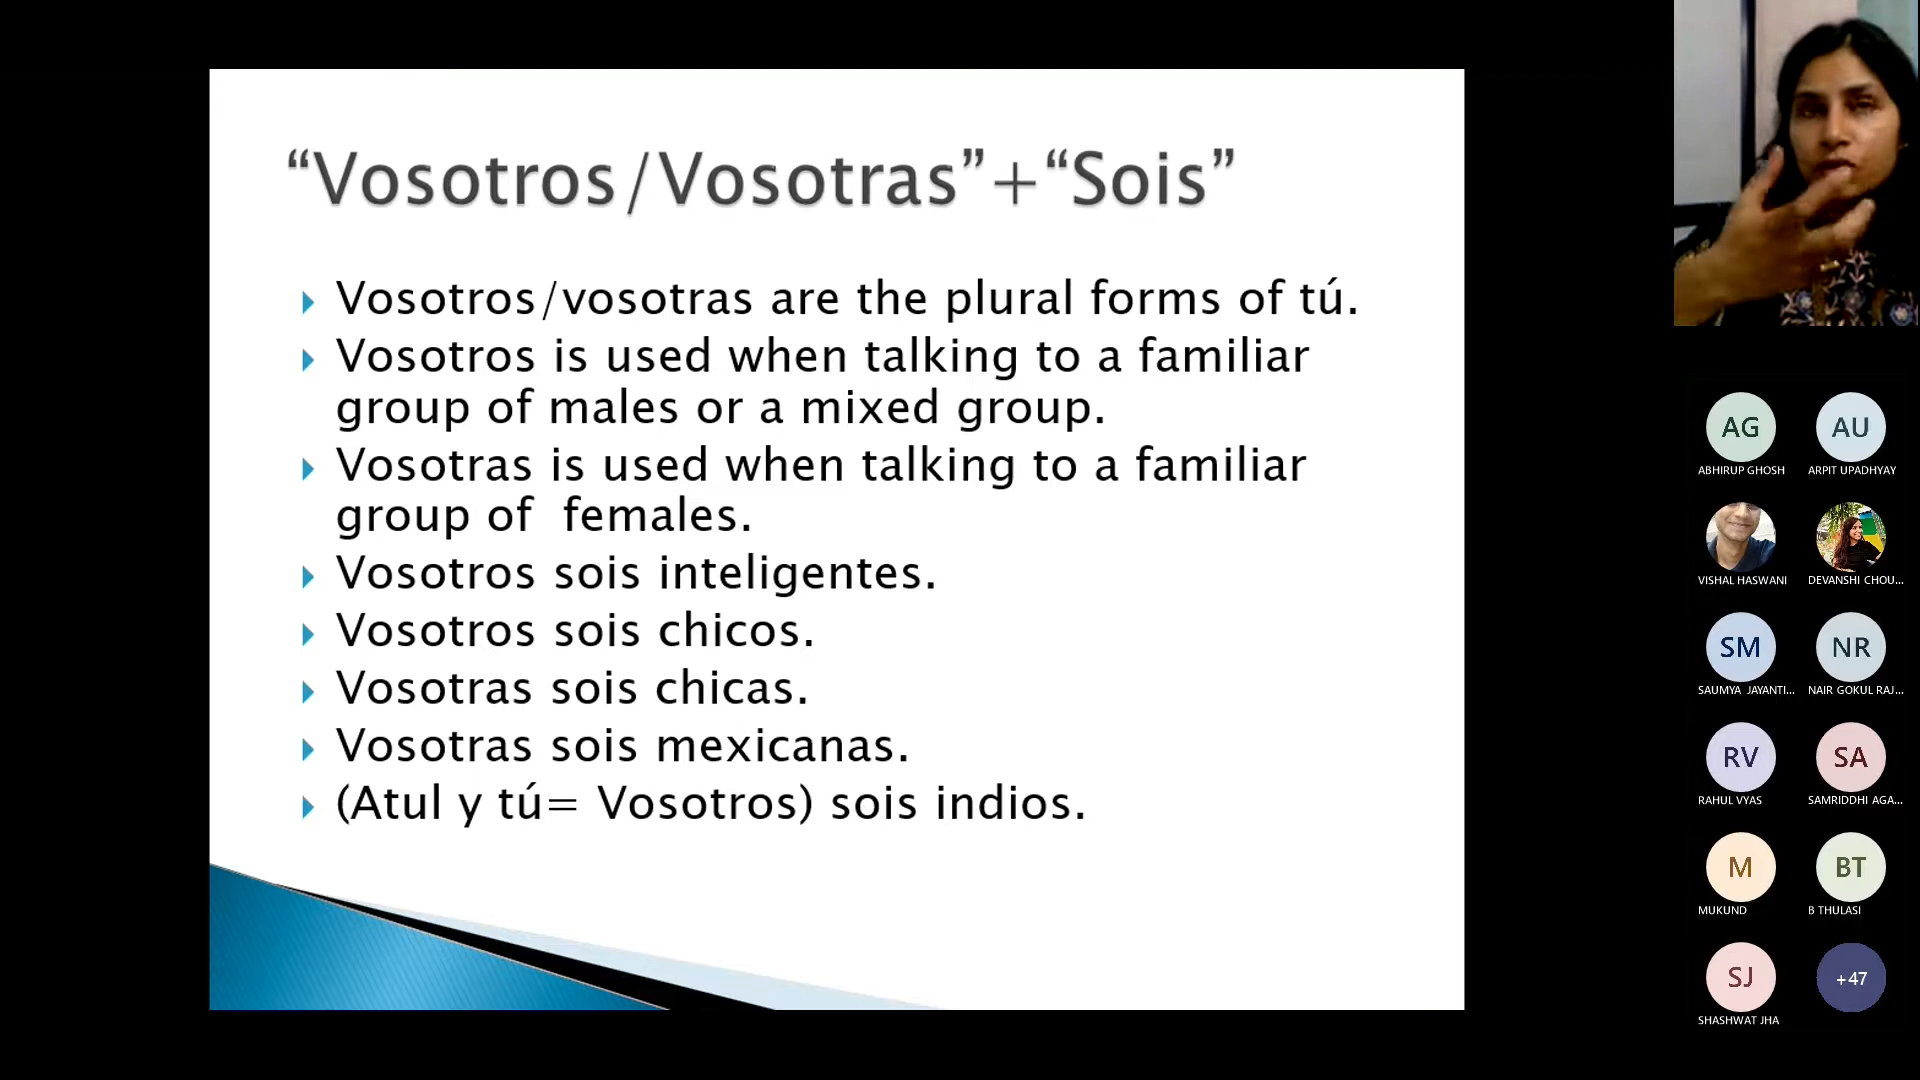 “Vosotros/Vosotras”+“Sois”
Vosotros/vosotras are the plural forms of tú.
Vosotros is used when talking to a familiar
group of males or a mixed group.
Vosotras is used when talking to a familiar
group of  females.
Vosotros sois inteligentes.
Vosotros sois chicos.
Vosotras sois chicas.
Vosotras sois mexicanas.
(Atul y tú= Vosotros) sois indios.
AG
AU
ABHIRUP GHOSH
ARPIT UPADHYAY
VISHAL HASWANI
DEVANSHI CHOU...
SM
NR
SAUMYA JAYANTI...
NAIR GOKUL RAJ...
RV
SA
RAHUL VYAS
SAMRIDDHI AGA...
M
BT
MUKUND
B THULASI
SJ
+47
SHASHWAT JHA